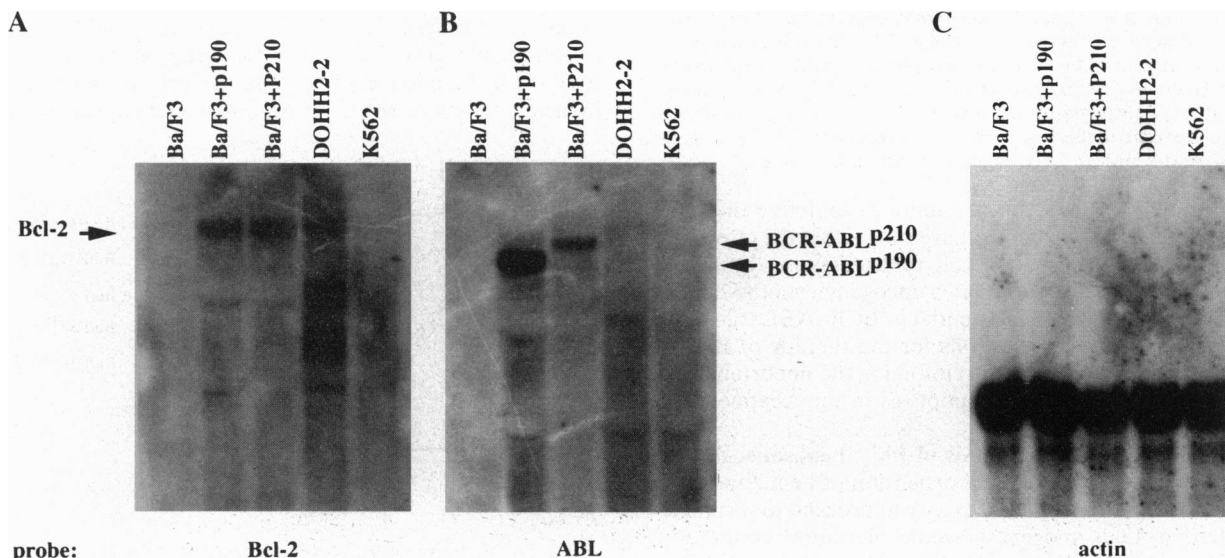 A
B
C
Ba/F3
Ba/F3+p190
Ba/F3+P210
DOHH2-2
K562
Ba/F3
Ba/F3+p190
Ba/F3+P210
DOHH2-2
K562
Ba/F3
Ba/F3+p190
Ba/F3+P210
DOHH2-2
K562
Bcl-2
BCR-ABLp210
BCR-ABLp190
probe: Bcl-2 ABL actin